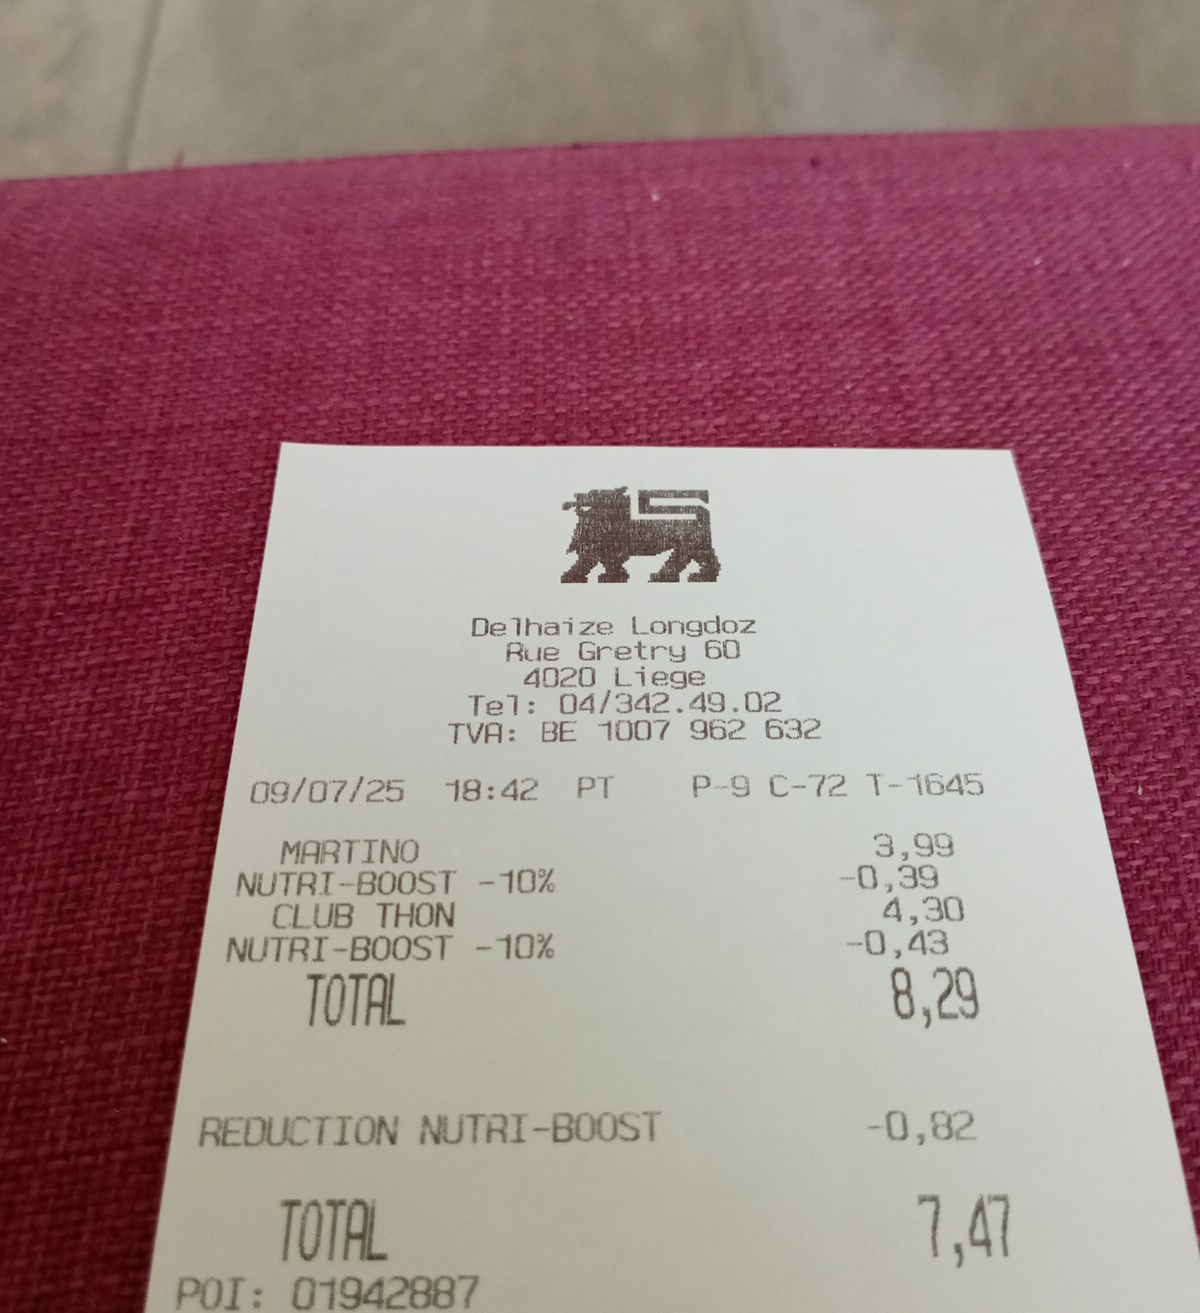 Delhaize Longdoz
Rue Gretry 60
4020 Liege
Tel: 04/342.49.02
TVA: BE 1007 962 632
09/07/25 18:42 PT P-9 C-72 T-1645
MARTINO 3,99
NUTRI-BOOST -10% -0,39
CLUB THON 4,30
NUTRI-BOOST -10% -0,43
TOTAL 8,29
REDUCTION NUTRI-BOOST -0,82
TOTAL 7,47
POI: 01942887